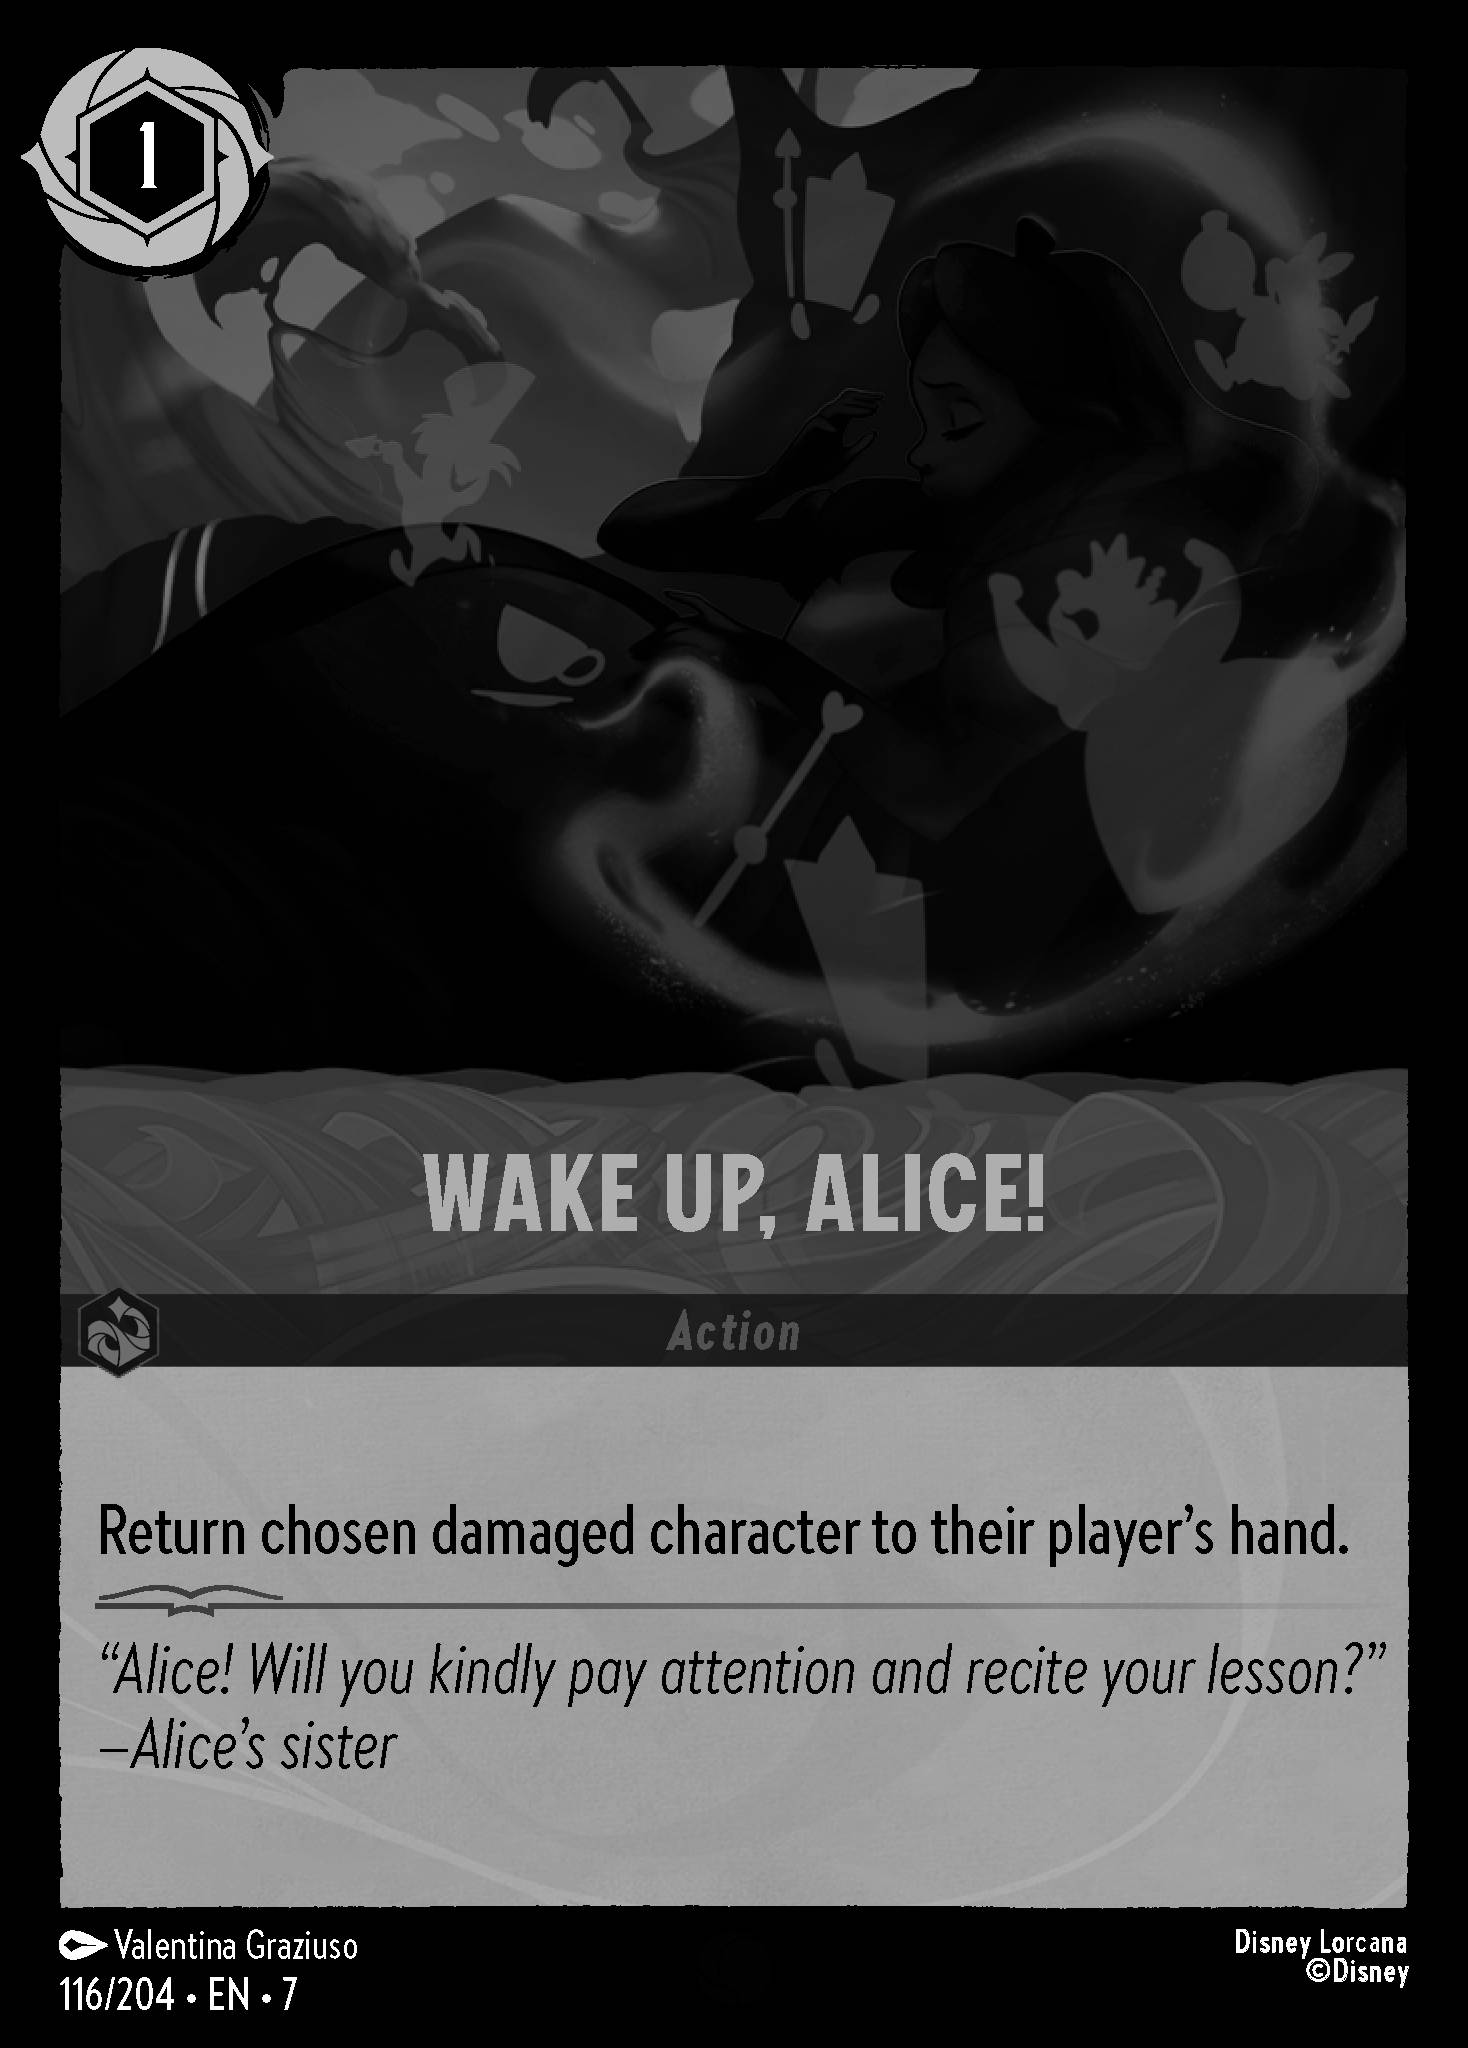 1
WAKE UP, ALICE!
Action
Return chosen damaged character to their player’s hand.
“Alice! Will you kindly pay attention and recite your lesson?”
–Alice’s sister
Valentina Graziuso
116/204 • EN • 7
Disney Lorcana
©Disney